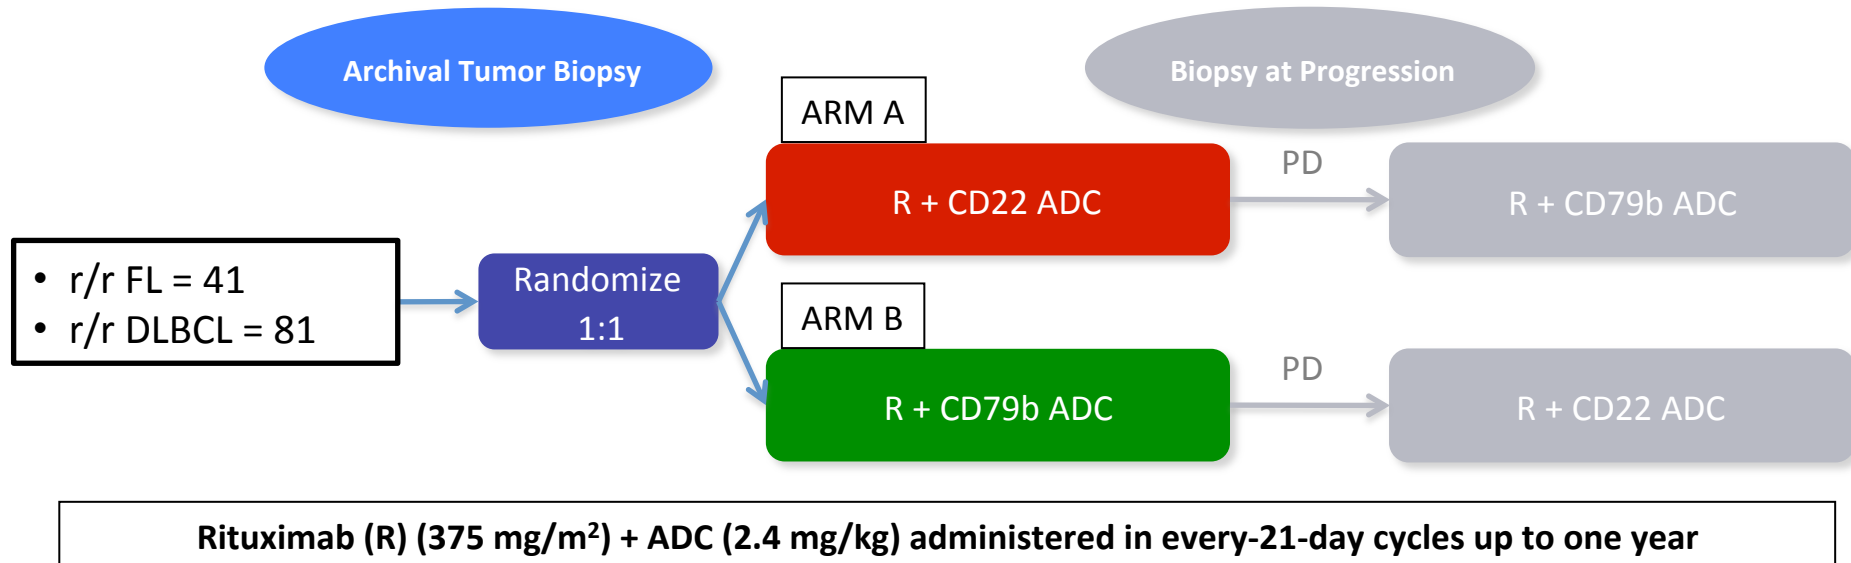 Archival Tumor Biopsy
Biopsy at Progression
ARM A
R + CD22 ADC
PD
R + CD79b ADC
• r/r FL = 41
• r/r DLBCL = 81
Randomize
1:1
ARM B
R + CD79b ADC
PD
R + CD22 ADC
Rituximab (R) (375 mg/m²) + ADC (2.4 mg/kg) administered in every-21-day cycles up to one year